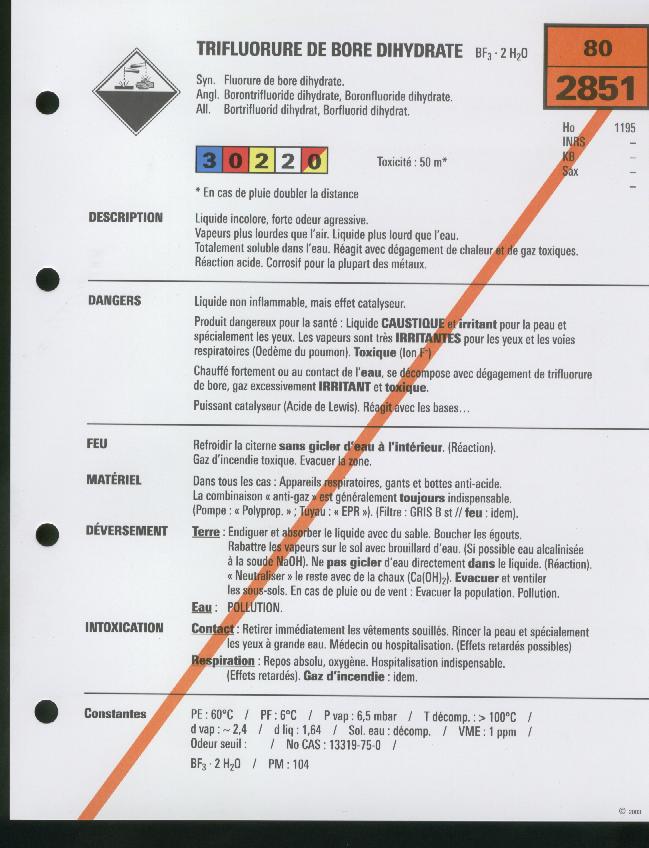 TRIFLUORURE DE BORE DIHYDRATE BF₃ · 2 H₂O
80
2851
Syn. Fluorure de bore dihydrate.
Angl. Borontrifluoride dihydrate, Boronfluoride dihydrate.
All. Bortrifluorid dihydrat, Borfluorid dihydrat.
Ho 1195
INRS –
KB –
Sax –
–
3 0 2 2 0 Toxicité : 50 m*
* En cas de pluie doubler la distance
DESCRIPTION Liquide incolore, forte odeur agressive.
Vapeurs plus lourdes que l'air. Liquide plus lourd que l'eau.
Totalement soluble dans l'eau. Réagit avec dégagement de chaleur et de gaz toxiques.
Réaction acide. Corrosif pour la plupart des métaux.
DANGERS Liquide non inflammable, mais effet catalyseur.
Produit dangereux pour la santé : Liquide CAUSTIQUE et irritant pour la peau et
spécialement les yeux. Les vapeurs sont très IRRITANTES pour les yeux et les voies
respiratoires (Oedème du poumon). Toxique (Ion F⁻)
Chauffé fortement ou au contact de l'eau, se décompose avec dégagement de trifluorure
de bore, gaz excessivement IRRITANT et toxique.
Puissant catalyseur (Acide de Lewis). Réagit avec les bases...
FEU Refroidir la citerne sans gicler d'eau à l'intérieur. (Réaction).
Gaz d'incendie toxique. Evacuer la zone.
MATÉRIEL Dans tous les cas : Appareils respiratoires, gants et bottes anti-acide.
La combinaison « anti-gaz » est généralement toujours indispensable.
(Pompe : « Polyprop. » ; Tuyau : « EPR »). (Filtre : GRIS B st // feu : idem).
DÉVERSEMENT Terre : Endiguer et absorber le liquide avec du sable. Boucher les égouts.
Rabattre les vapeurs sur le sol avec brouillard d'eau. (Si possible eau alcalinisée
à la soude NaOH). Ne pas gicler d'eau directement dans le liquide. (Réaction).
« Neutraliser » le reste avec de la chaux (Ca(OH)₂). Evacuer et ventiler
les sous-sols. En cas de pluie ou de vent : Evacuer la population. Pollution.
Eau : POLLUTION.
INTOXICATION Contact : Retirer immédiatement les vêtements souillés. Rincer la peau et spécialement
les yeux à grande eau. Médecin ou hospitalisation. (Effets retardés possibles)
Respiration : Repos absolu, oxygène. Hospitalisation indispensable.
(Effets retardés). Gaz d'incendie : idem.
Constantes PE : 60°C / PF : 6°C / P vap : 6,5 mbar / T décomp. : > 100°C /
d vap : ~ 2,4 / d liq : 1,64 / Sol. eau : décomp. / VME : 1 ppm /
Odeur seuil : / No CAS : 13319-75-0 /
BF₃ · 2 H₂O / PM : 104
© 2003